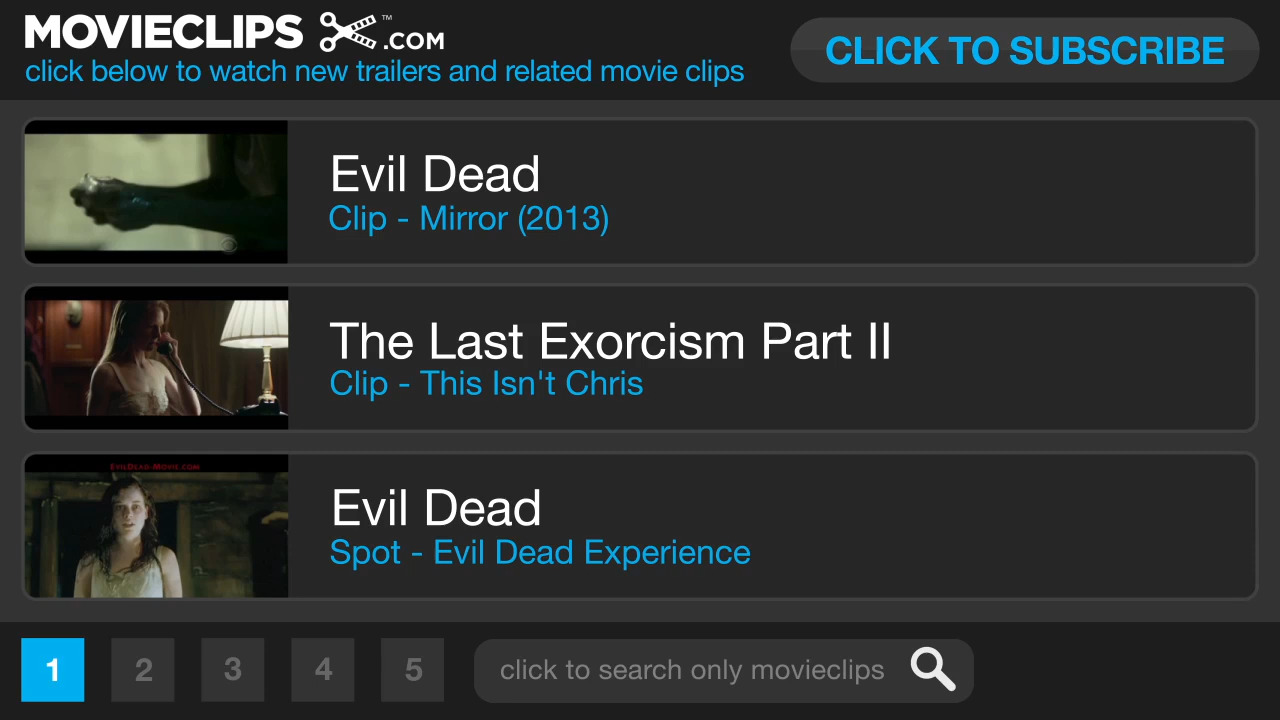 MOVIECLIPS ™ .COM
click below to watch new trailers and related movie clips
CLICK TO SUBSCRIBE
Evil Dead
Clip - Mirror (2013)
The Last Exorcism Part II
Clip - This Isn't Chris
EvilDead-Movie.com
Evil Dead
Spot - Evil Dead Experience
1 2 3 4 5
click to search only movieclips